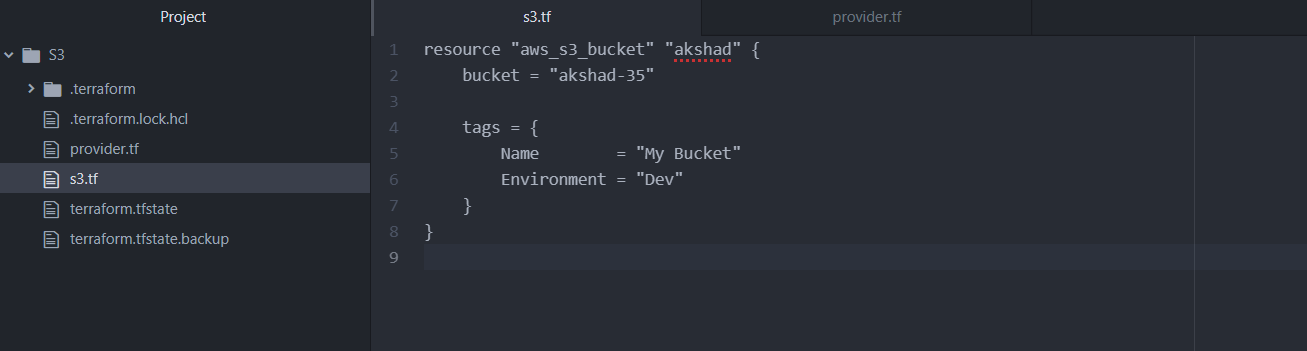 Project
S3
.terraform
.terraform.lock.hcl
provider.tf
s3.tf
terraform.tfstate
terraform.tfstate.backup
s3.tf
provider.tf
1 resource "aws_s3_bucket" "akshad" {
2     bucket = "akshad-35"
3
4     tags = {
5         Name        = "My Bucket"
6         Environment = "Dev"
7     }
8 }
9